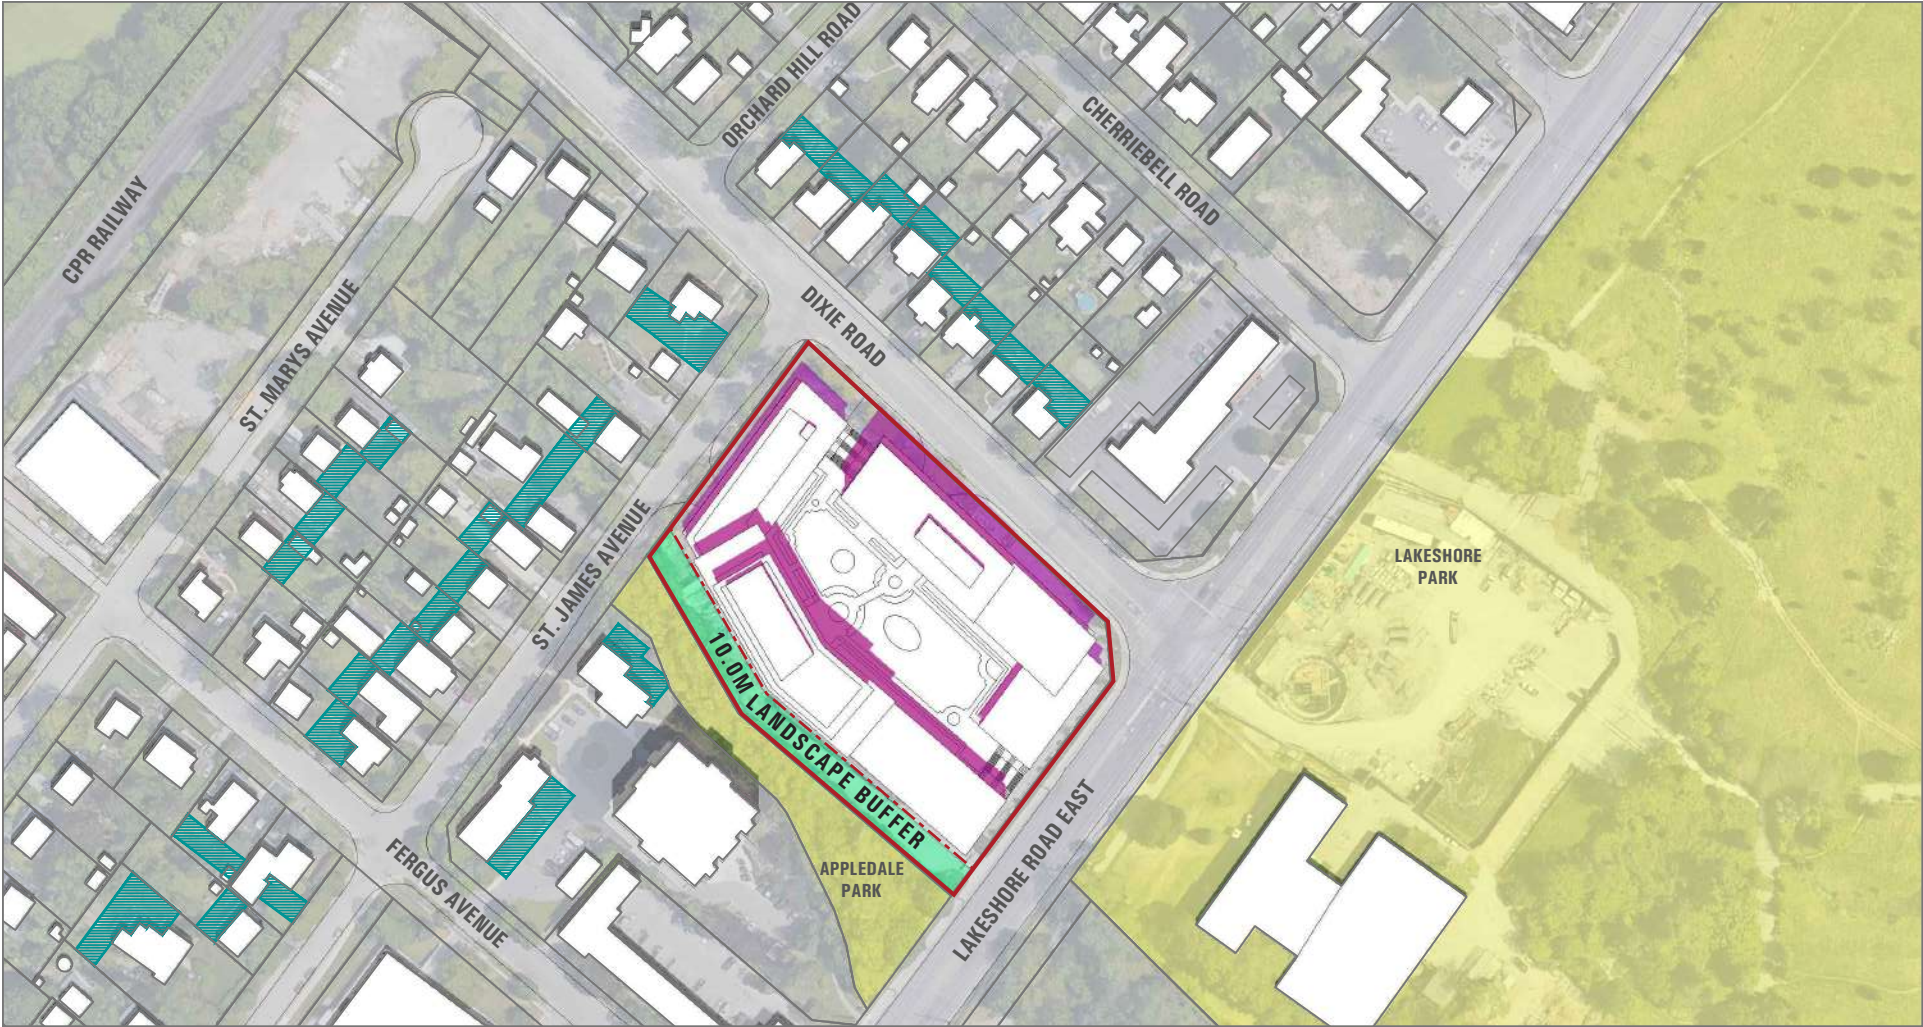 ORCHARD HILL ROAD
CHERRIEBELL ROAD
CPR RAILWAY
ST. MARYS AVENUE
DIXIE ROAD
ST. JAMES AVENUE
LAKESHORE
PARK
10.0M LANDSCAPE BUFFER
APPLEDALE
PARK
FERGUS AVENUE
LAKESHORE ROAD EAST